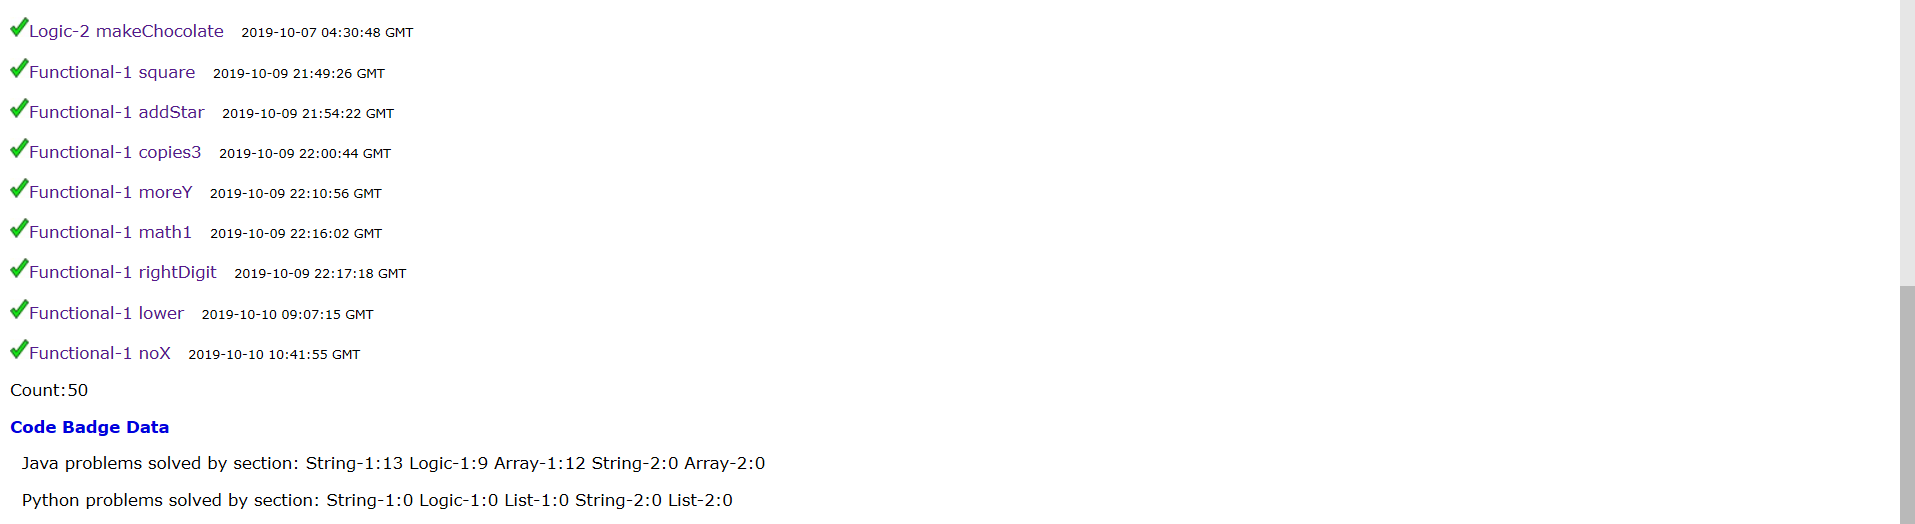 Logic-2 makeChocolate 2019-10-07 04:30:48 GMT
Functional-1 square 2019-10-09 21:49:26 GMT
Functional-1 addStar 2019-10-09 21:54:22 GMT
Functional-1 copies3 2019-10-09 22:00:44 GMT
Functional-1 moreY 2019-10-09 22:10:56 GMT
Functional-1 math1 2019-10-09 22:16:02 GMT
Functional-1 rightDigit 2019-10-09 22:17:18 GMT
Functional-1 lower 2019-10-10 09:07:15 GMT
Functional-1 noX 2019-10-10 10:41:55 GMT
Count:50
Code Badge Data
Java problems solved by section: String-1:13 Logic-1:9 Array-1:12 String-2:0 Array-2:0
Python problems solved by section: String-1:0 Logic-1:0 List-1:0 String-2:0 List-2:0